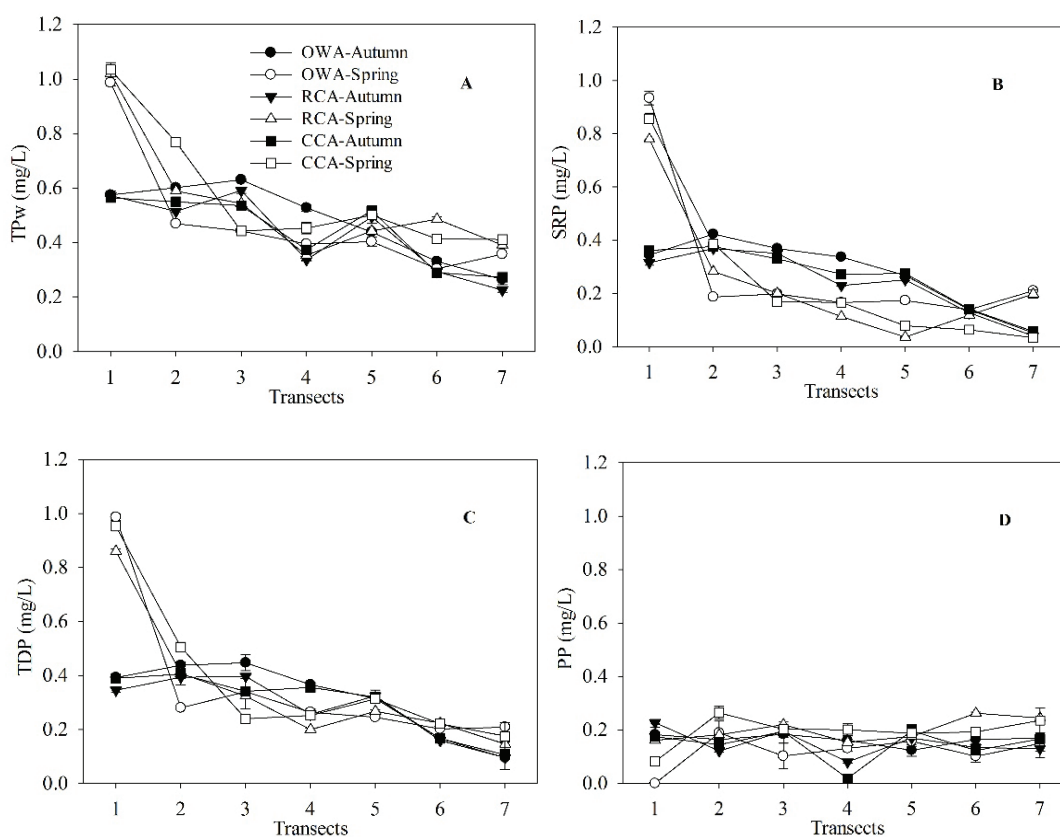 1.2
1.0
0.8
0.6
0.4
0.2
0.0
TPw (mg/L)
OWA-Autumn
OWA-Spring
RCA-Autumn
RCA-Spring
CCA-Autumn
CCA-Spring
A
1 2 3 4 5 6 7
Transects
1.2
1.0
0.8
0.6
0.4
0.2
0.0
SRP (mg/L)
B
1 2 3 4 5 6 7
Transects
1.2
1.0
0.8
0.6
0.4
0.2
0.0
TDP (mg/L)
C
1 2 3 4 5 6 7
Transects
1.2
1.0
0.8
0.6
0.4
0.2
0.0
PP (mg/L)
D
1 2 3 4 5 6 7
Transects